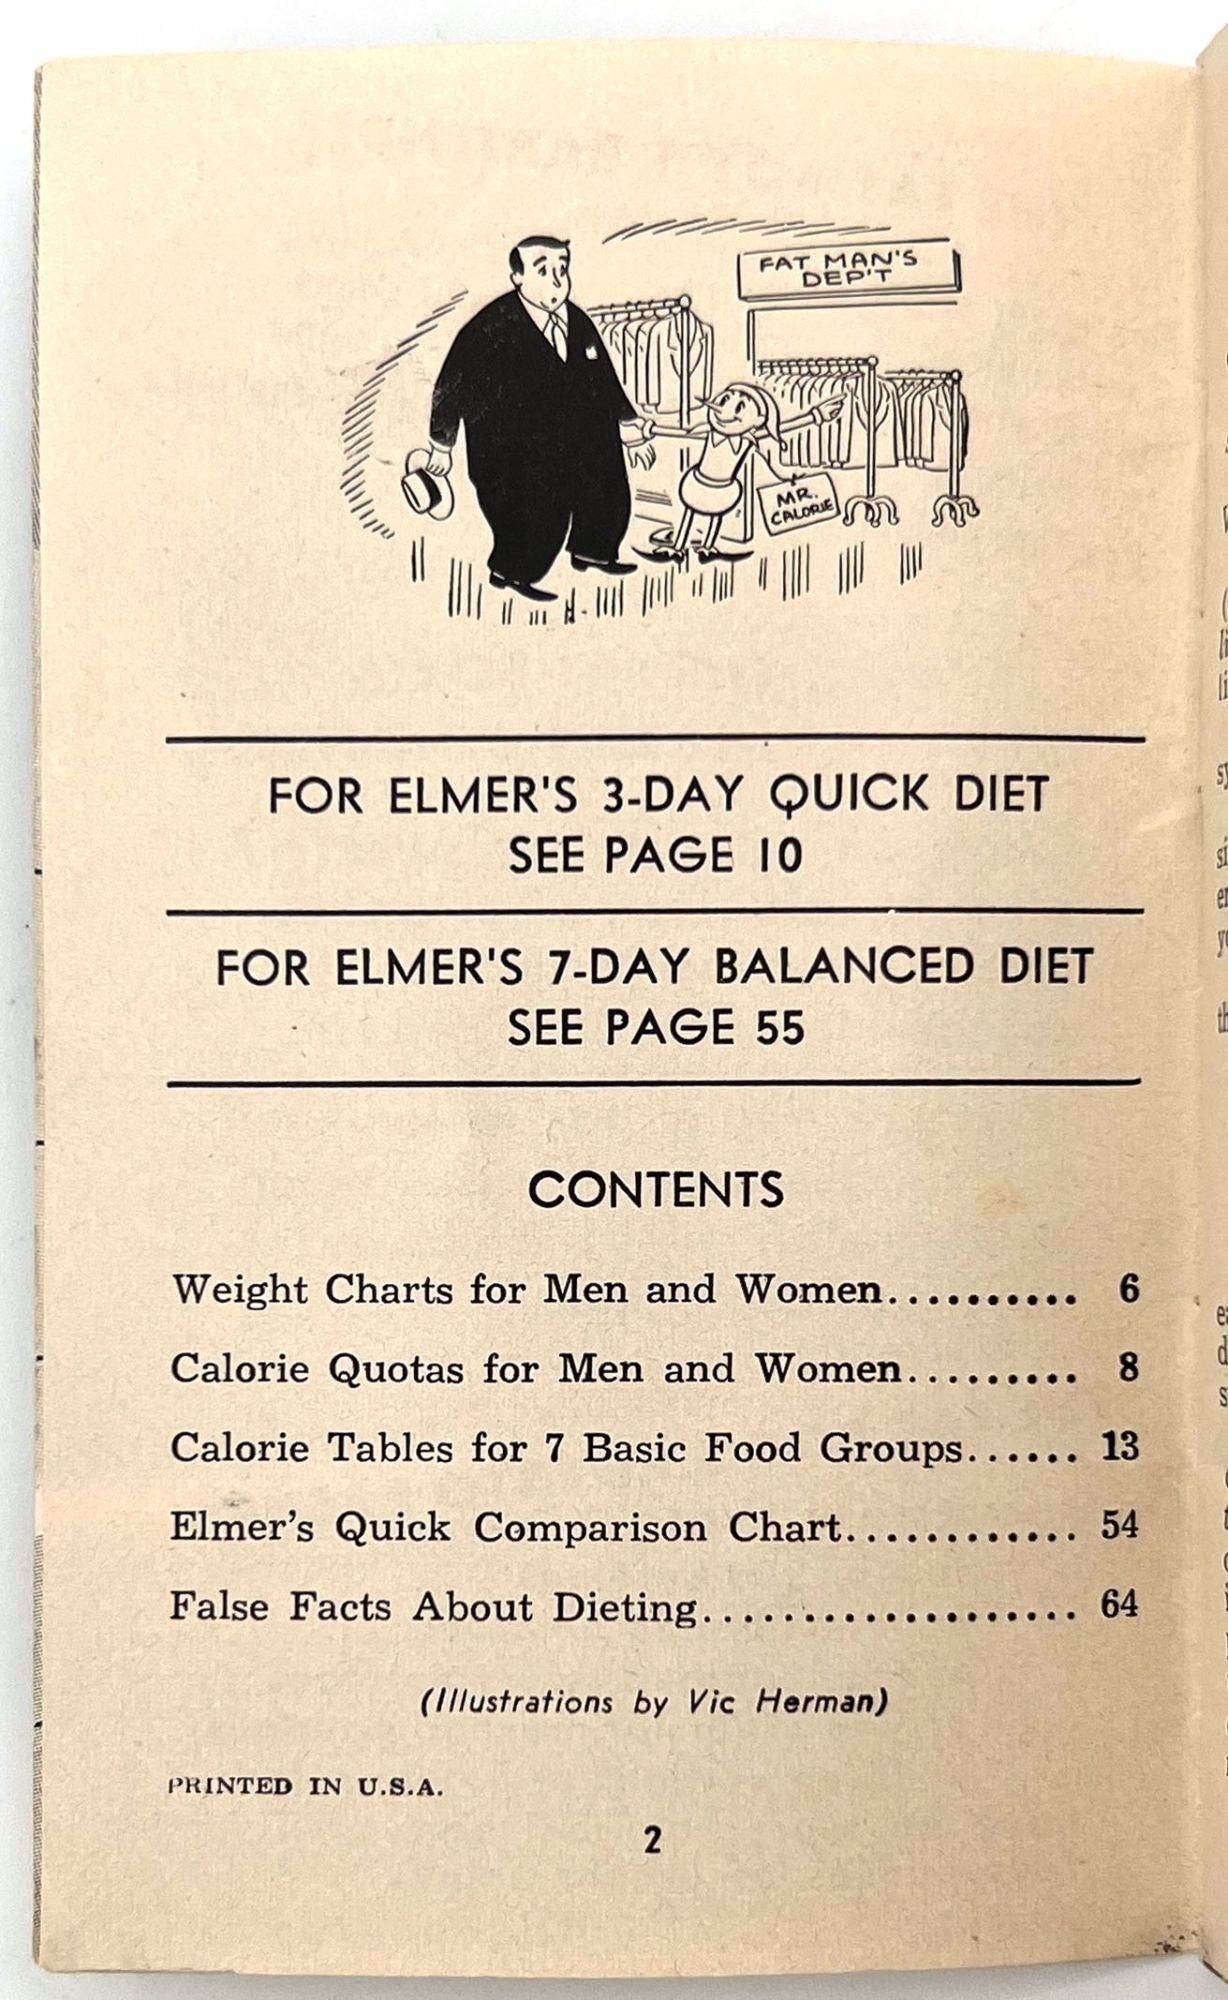 FAT MAN'S
DEP'T
MR.
CALORIE
FOR ELMER'S 3-DAY QUICK DIET
SEE PAGE 10
FOR ELMER'S 7-DAY BALANCED DIET
SEE PAGE 55
CONTENTS
Weight Charts for Men and Women.......... 6
Calorie Quotas for Men and Women......... 8
Calorie Tables for 7 Basic Food Groups...... 13
Elmer's Quick Comparison Chart............ 54
False Facts About Dieting................... 64
(Illustrations by Vic Herman)
PRINTED IN U.S.A.
2